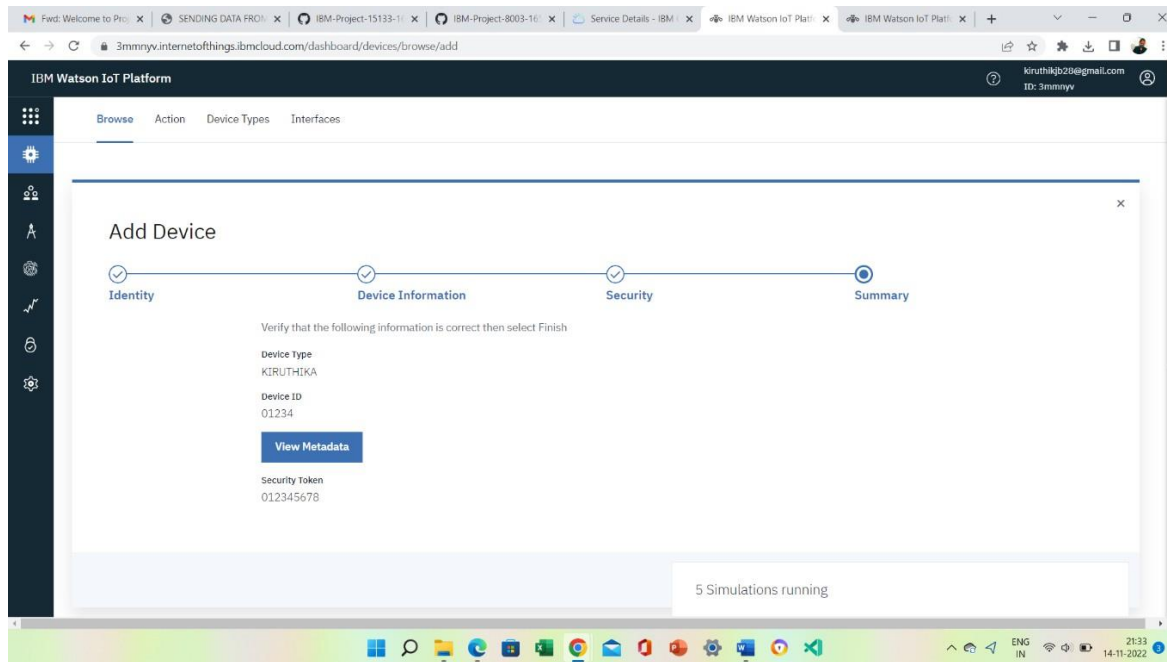 Fwd: Welcome to Proj
SENDING DATA FROM
IBM-Project-15133-1
IBM-Project-8003-16
Service Details - IBM
IBM Watson IoT Platf
IBM Watson IoT Platf
3mmnyv.internetofthings.ibmcloud.com/dashboard/devices/browse/add
IBM Watson IoT Platform
kiruthikjb28@gmail.com
ID: 3mmnyv
Browse Action Device Types Interfaces
Add Device
Identity Device Information Security Summary
Verify that the following information is correct then select Finish
Device Type
KIRUTHIKA
Device ID
01234
View Metadata
Security Token
012345678
5 Simulations running
ENG
IN
21:33
14-11-2022
3